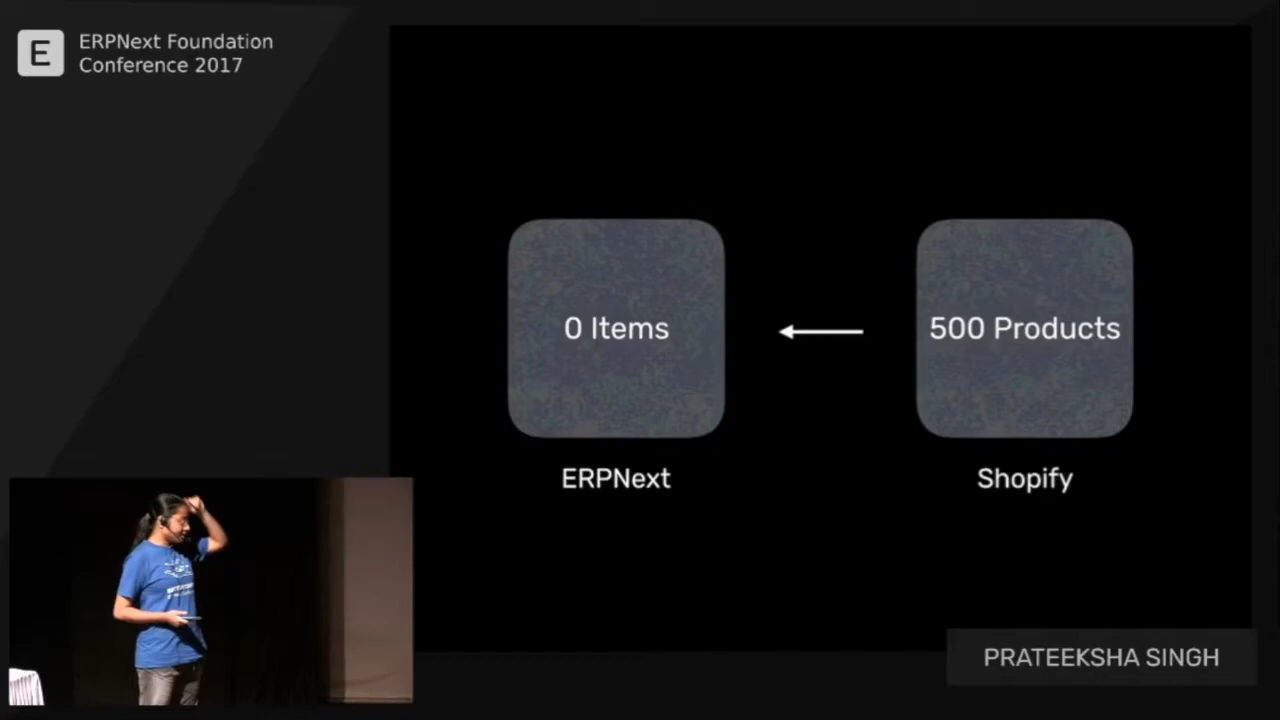 E
ERPNext Foundation
Conference 2017
0 Items
500 Products
ERPNext
Shopify
PRATEEKSHA SINGH